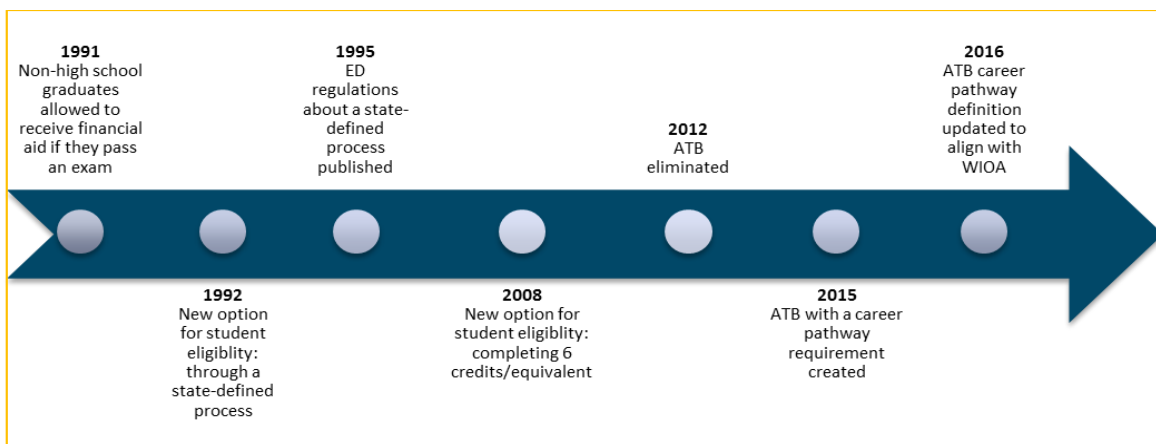 1991
Non-high school
graduates
allowed to
receive financial
aid if they pass
an exam
1992
New option
for student
eligiblity:
through a
state-defined
process
1995
ED
regulations
about a state-
defined
process
published
2008
New option for
student eligiblity:
completing 6
credits/equivalent
2012
ATB
eliminated
2015
ATB with a career
pathway
requirement
created
2016
ATB career
pathway
definition
updated to
align with
WIOA